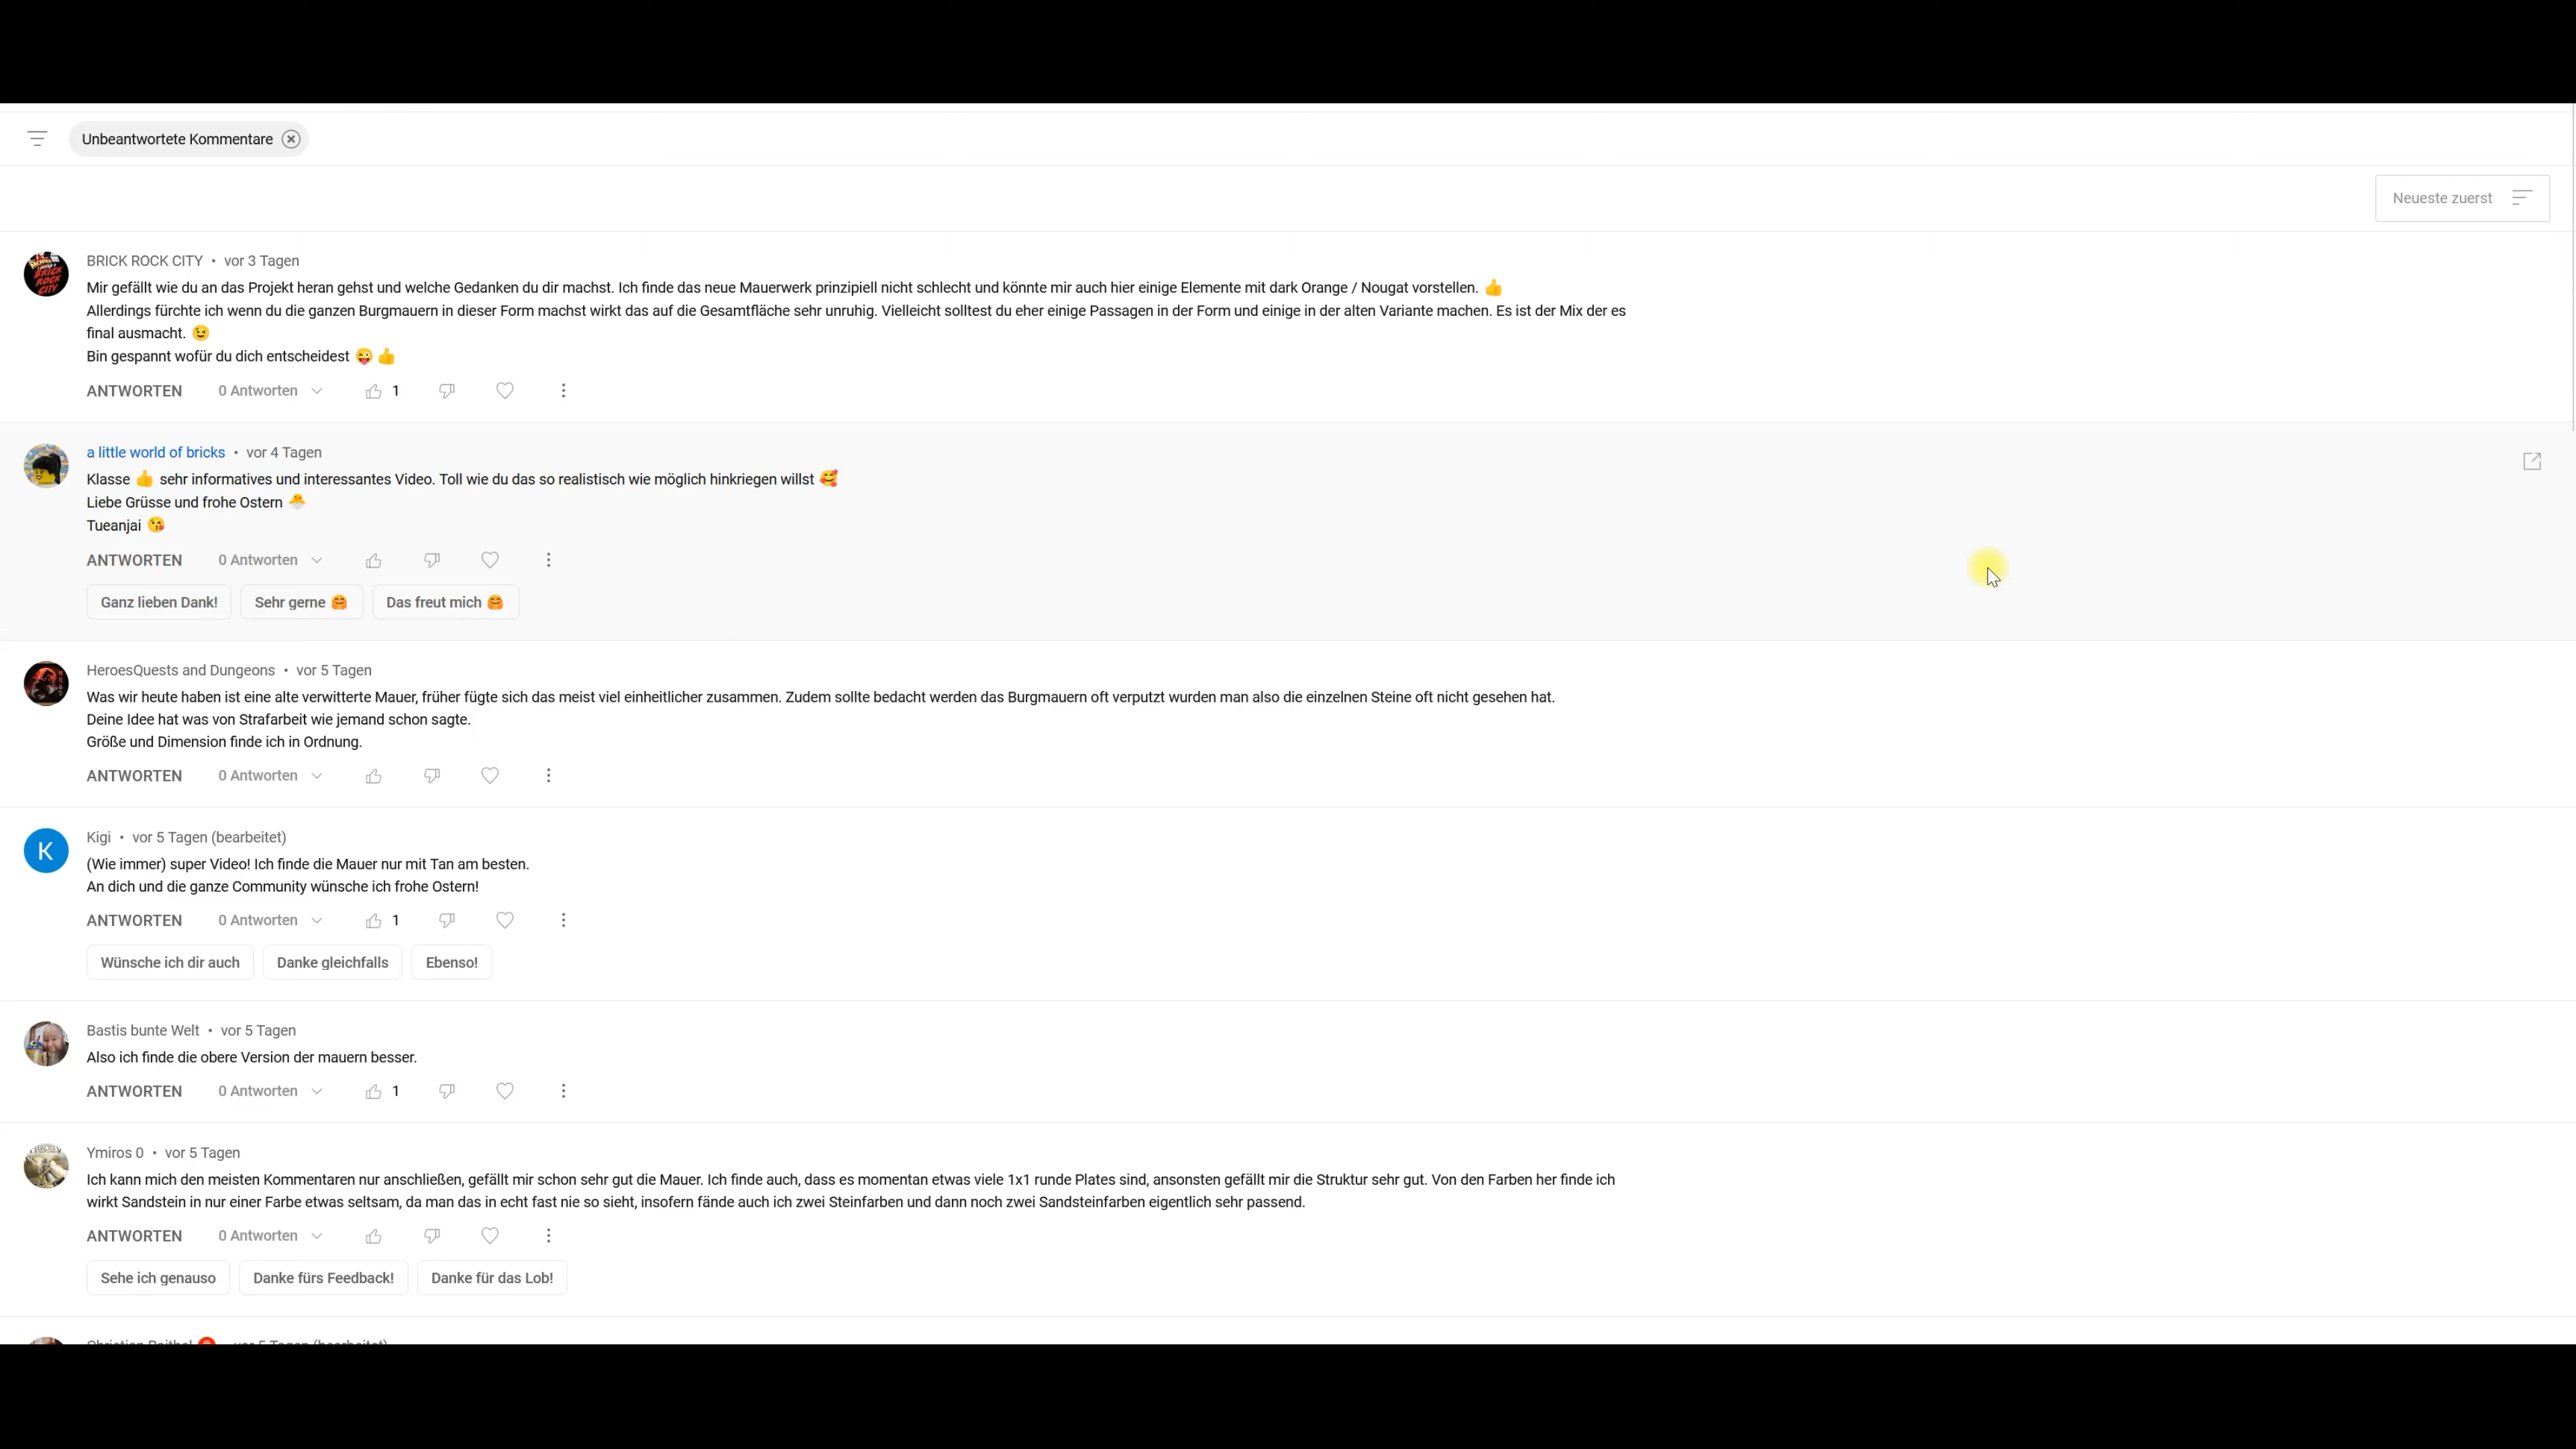 Unbeantwortete Kommentare
Neueste zuerst
BRICK ROCK CITY • vor 3 Tagen
Mir gefällt wie du an das Projekt heran gehst und welche Gedanken du dir machst. Ich finde das neue Mauerwerk prinzipiell nicht schlecht und könnte mir auch hier einige Elemente mit dark Orange / Nougat vorstellen. 👍
Allerdings fürchte ich wenn du die ganzen Burgmauern in dieser Form machst wirkt das auf die Gesamtfläche sehr unruhig. Vielleicht solltest du eher einige Passagen in der Form und einige in der alten Variante machen. Es ist der Mix der es
final ausmacht. 😉
Bin gespannt wofür du dich entscheidest 😜 👍
ANTWORTEN 0 Antworten 1
a little world of bricks • vor 4 Tagen
Klasse 👍 sehr informatives und interessantes Video. Toll wie du das so realistisch wie möglich hinkriegen willst 🥰
Liebe Grüsse und frohe Ostern 🐣
Tueanjai 😘
ANTWORTEN 0 Antworten
Ganz lieben Dank! Sehr gerne 🤗 Das freut mich 🤗
HeroesQuests and Dungeons • vor 5 Tagen
Was wir heute haben ist eine alte verwitterte Mauer, früher fügte sich das meist viel einheitlicher zusammen. Zudem sollte bedacht werden das Burgmauern oft verputzt wurden man also die einzelnen Steine oft nicht gesehen hat.
Deine Idee hat was von Strafarbeit wie jemand schon sagte.
Größe und Dimension finde ich in Ordnung.
ANTWORTEN 0 Antworten
K
Kigi • vor 5 Tagen (bearbeitet)
(Wie immer) super Video! Ich finde die Mauer nur mit Tan am besten.
An dich und die ganze Community wünsche ich frohe Ostern!
ANTWORTEN 0 Antworten 1
Wünsche ich dir auch Danke gleichfalls Ebenso!
Bastis bunte Welt • vor 5 Tagen
Also ich finde die obere Version der mauern besser.
ANTWORTEN 0 Antworten 1
Ymiros 0 • vor 5 Tagen
Ich kann mich den meisten Kommentaren nur anschließen, gefällt mir schon sehr gut die Mauer. Ich finde auch, dass es momentan etwas viele 1x1 runde Plates sind, ansonsten gefällt mir die Struktur sehr gut. Von den Farben her finde ich
wirkt Sandstein in nur einer Farbe etwas seltsam, da man das in echt fast nie so sieht, insofern fände auch ich zwei Steinfarben und dann noch zwei Sandsteinfarben eigentlich sehr passend.
ANTWORTEN 0 Antworten
Sehe ich genauso Danke fürs Feedback! Danke für das Lob!